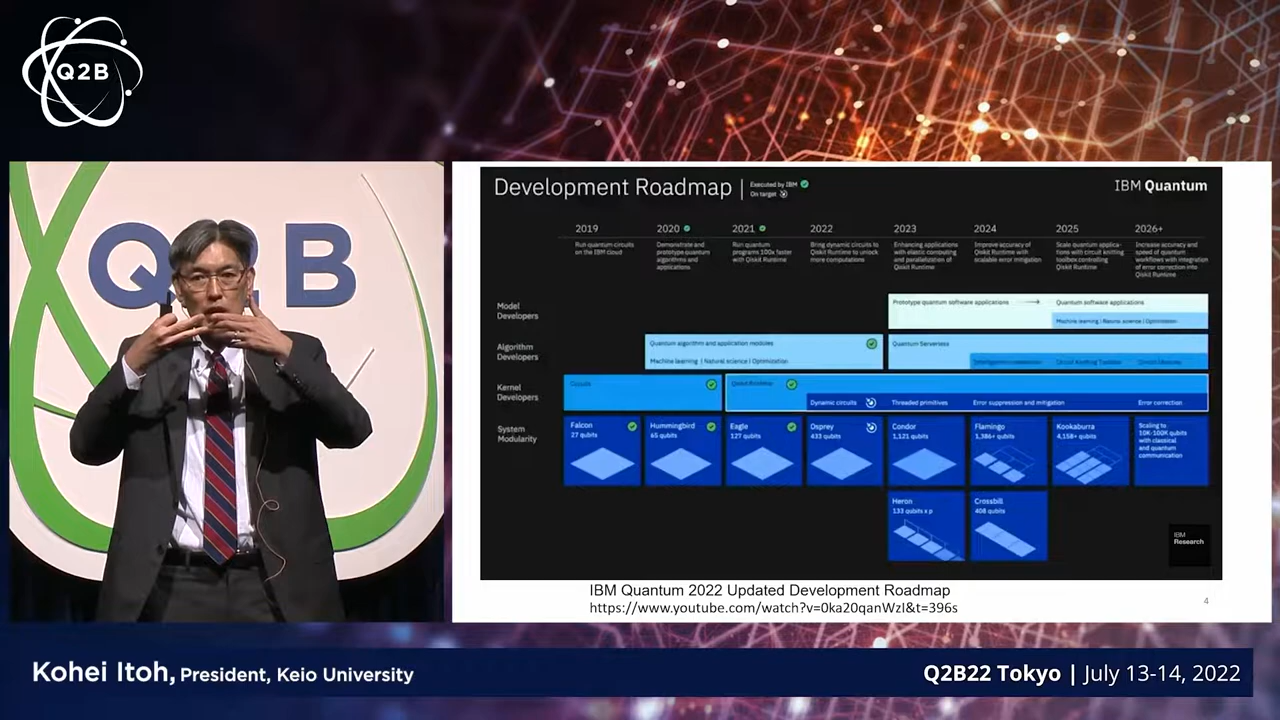 Q2B
Q2B
Development Roadmap
Executed by IBM
On target
IBM Quantum
2019
2020
2021
2022
2023
2024
2025
2026+
Run quantum circuits
on the IBM cloud
Demonstrate and
prototype quantum
algorithms and
applications
Run quantum
programs 100x faster
with Qiskit Runtime
Bring dynamic circuits to
Qiskit Runtime to unlock
more computations
Enhancing applications
with elastic computing
and parallelization of
Qiskit Runtime
Improve accuracy of
Qiskit Runtime with
scalable error mitigation
Scale quantum applica-
tions with circuit knitting
toolbox controlling
Qiskit Runtime
Increase accuracy and
speed of quantum
workflows with integration
of error correction into
Qiskit Runtime
Model
Developers
Prototype quantum software applications
Quantum software applications
Machine learning | Natural science | Optimization
Algorithm
Developers
Quantum algorithm and application modules
Machine learning | Natural science | Optimization
Quantum Serverless
Kernel
Developers
Circuits
Qiskit Runtime
Dynamic circuits
Threaded primitives
Error suppression and mitigation
Error correction
System
Modularity
Falcon
27 qubits
Hummingbird
65 qubits
Eagle
127 qubits
Osprey
433 qubits
Condor
1,121 qubits
Flamingo
1,386+ qubits
Kookaburra
4,158+ qubits
Scaling to
10K-100K qubits
with classical
and quantum
communication
Heron
133 qubits x p
Crossbill
408 qubits
IBM
Research
IBM Quantum 2022 Updated Development Roadmap
https://www.youtube.com/watch?v=0ka20qanWzI&t=396s
4
Kohei Itoh, President, Keio University
Q2B22 Tokyo | July 13-14, 2022